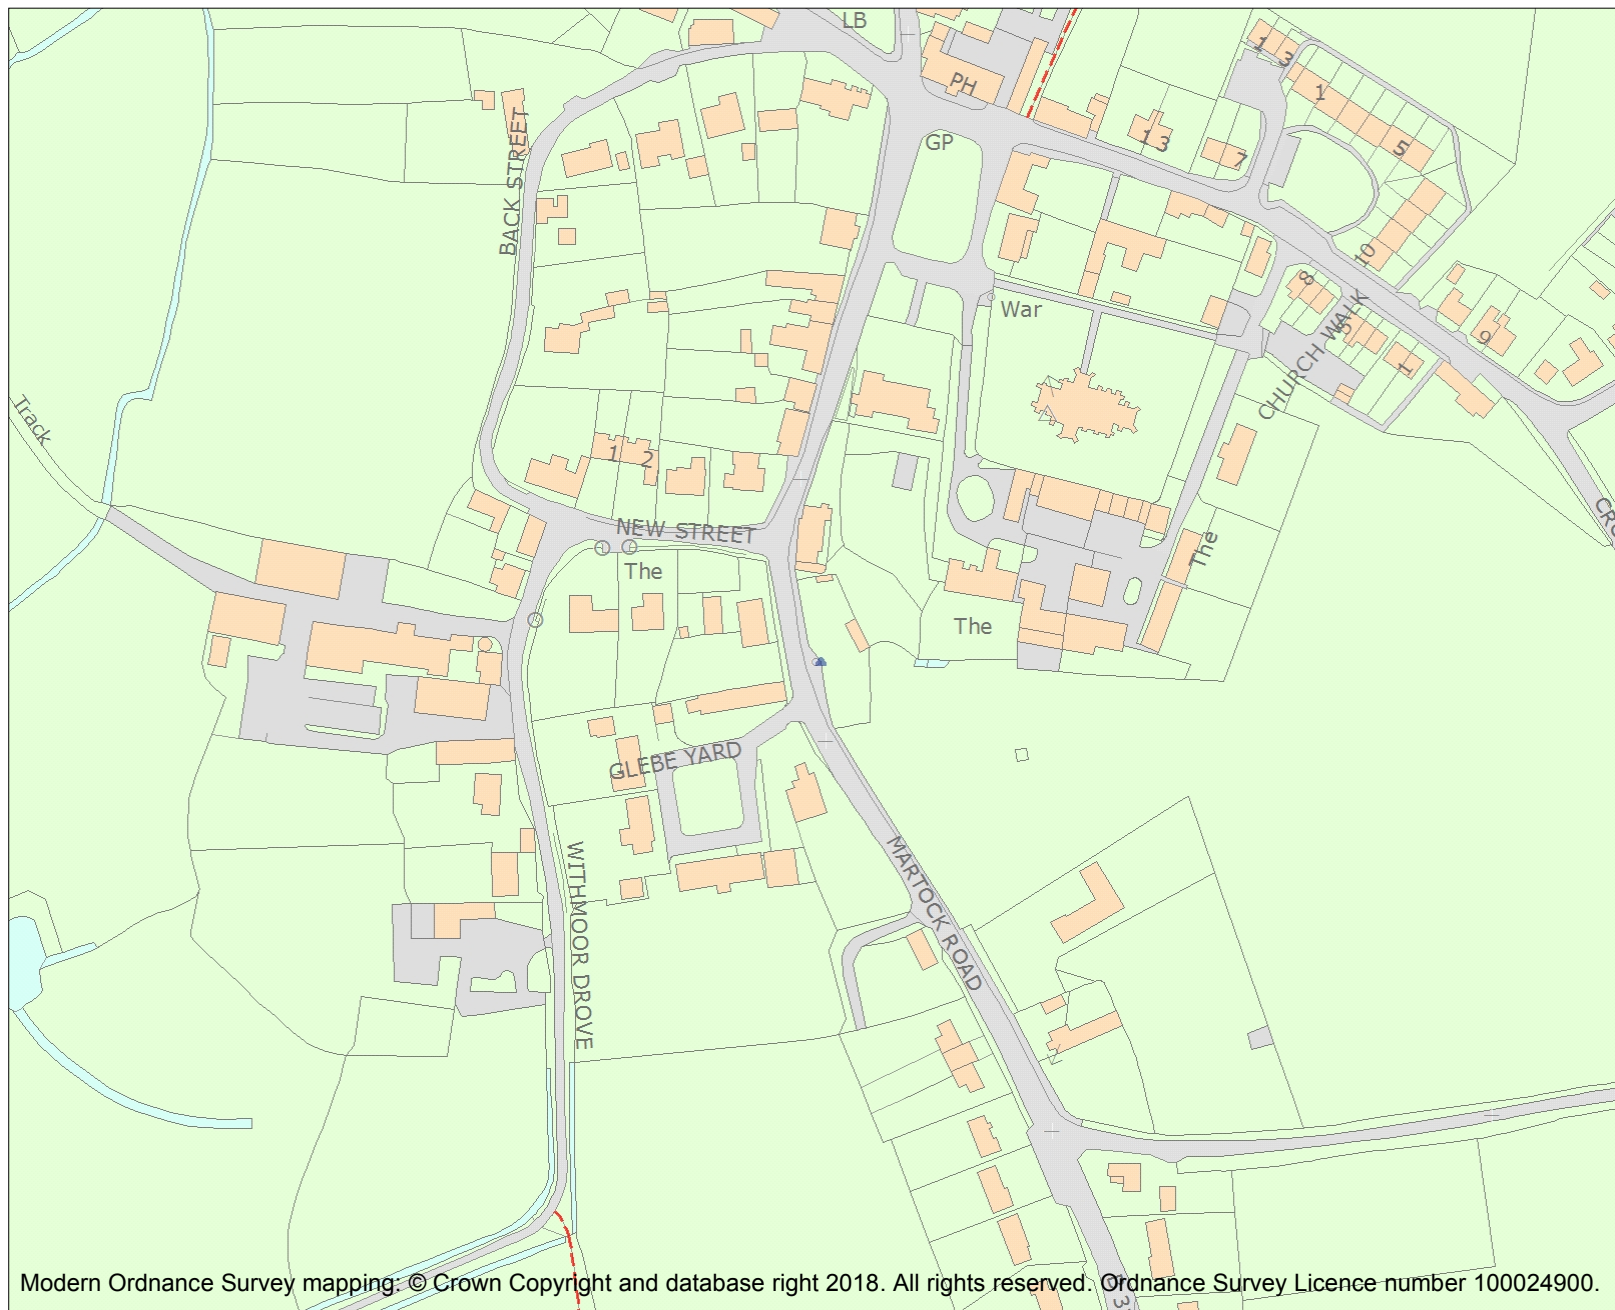 LB
PH
GP
1
3
1
5
1 3
7
BACK STREET
10
8
War
5
1
9
CHURCH WALK
Track
1
2
NEW STREET
The
The
The
GLEBE YARD
MARTOCK ROAD
WITHMOOR DROVE
Modern Ordnance Survey mapping: © Crown Copyright and database right 2018. All rights reserved. Ordnance Survey Licence number 100024900.